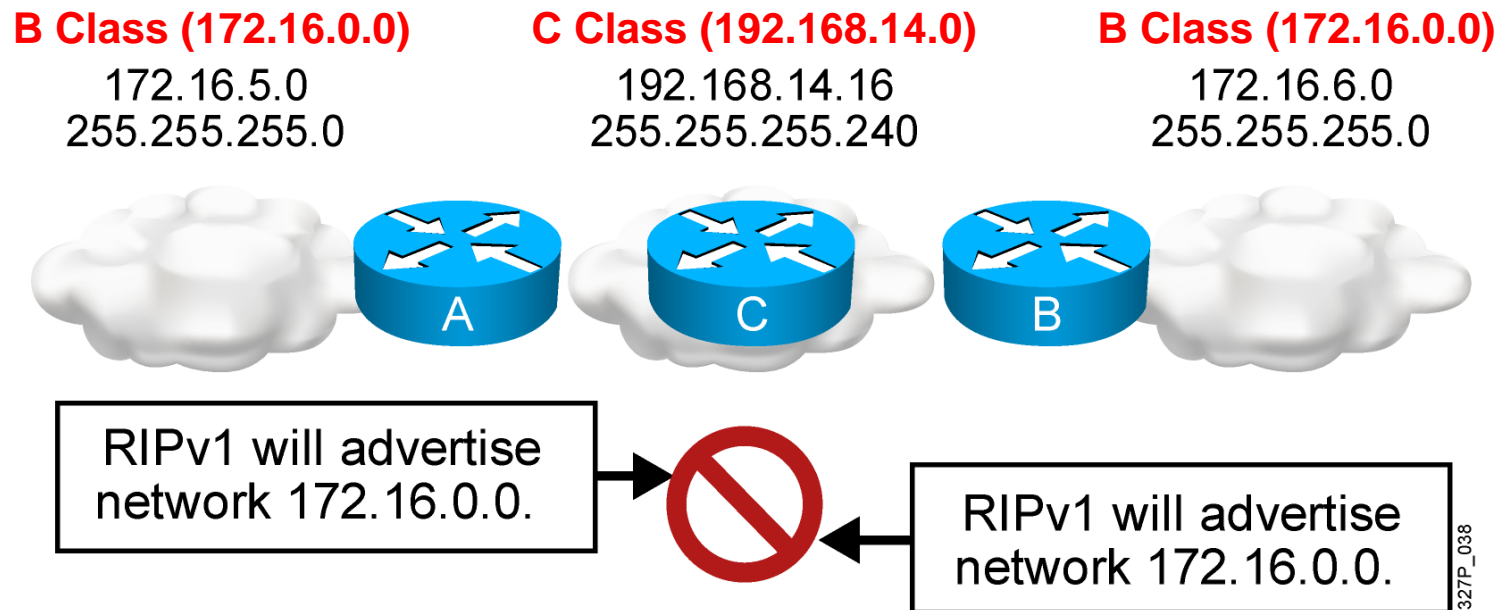 B Class (172.16.0.0)
C Class (192.168.14.0)
B Class (172.16.0.0)
172.16.5.0
255.255.255.0
192.168.14.16
255.255.255.240
172.16.6.0
255.255.255.0
A
C
B
RIPv1 will advertise
network 172.16.0.0.
RIPv1 will advertise
network 172.16.0.0.
327P_038